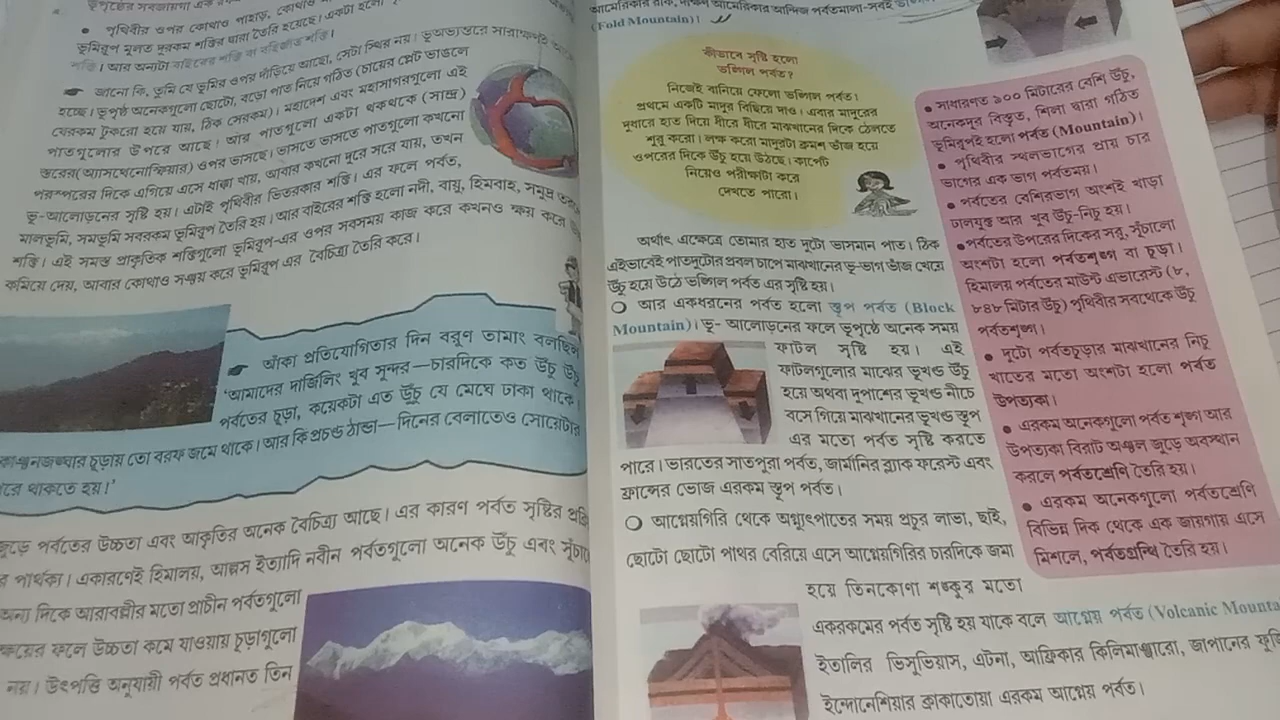 • পৃথিবীর ওপর কোথাও পাহাড়, কোথাও
ভূমিরূপ মূলত দুরকম শক্তির দ্বারা তৈরি হয়েছে। একটা হলো
শক্তি। আর অন্যটা বাইরের শক্তি বা বহির্জাত শক্তি।
জানো কি, তুমি যে ভূমির ওপর দাঁড়িয়ে আছো, সেটা স্থির নয়। ভূঅভ্যন্তরে সারাক্ষণই
হচ্ছে। ভূপৃষ্ঠ অনেকগুলো ছোটো, বড়ো পাত নিয়ে গঠিত (চায়ের প্লেট ভাঙলে
যেরকম টুকরো হয়ে যায়, ঠিক সেরকম)। মহাদেশ এবং মহাসাগরগুলো এই
পাতগুলোর উপরে আছে। আর পাতগুলো একটা থকথকে (সান্দ্র)
স্তরের(অ্যাসথেনোস্ফিয়ার) ওপর ভাসছে। ভাসতে ভাসতে পাতগুলো কখনো
পরস্পরের দিকে এগিয়ে এসে ধাক্কা খায়, আবার কখনো দূরে সরে যায়, তখন
ভূ-আলোড়নের সৃষ্টি হয়। এটাই পৃথিবীর ভিতরকার শক্তি। এর ফলে পর্বত,
মালভূমি, সমভূমি সবরকম ভূমিরূপ তৈরি হয়। আর বাইরের শক্তি হলো নদী, বায়ু, হিমবাহ, সমুদ্র
শক্তি। এই সমস্ত প্রাকৃতিক শক্তিগুলো ভূমিরূপ-এর ওপর সবসময় কাজ করে কখনও ক্ষয় করে
কমিয়ে দেয়, আবার কোথাও সঞ্চয় করে ভূমিরূপ এর বৈচিত্র্য তৈরি করে।
আঁকা প্রতিযোগিতার দিন বরুণ তামাং বলছিল
'আমাদের দার্জিলিং খুব সুন্দর—চারদিকে কত উঁচু উঁচু
পর্বতের চূড়া, কয়েকটা এত উঁচু যে মেঘে ঢাকা থাকে।
কাঞ্চনজঙ্ঘার চূড়ায় তো বরফ জমে থাকে। আর কি প্রচণ্ড ঠান্ডা—দিনের বেলাতেও সোয়েটার
পরে থাকতে হয়।'
জুড়ে পর্বতের উচ্চতা এবং আকৃতির অনেক বৈচিত্র্য আছে। এর কারণ পর্বত সৃষ্টির
পার্থক্য। একারণেই হিমালয়, আল্পস ইত্যাদি নবীন পর্বতগুলো অনেক উঁচু এবং
অন্য দিকে আরাবল্লীর মতো প্রাচীন পর্বতগুলো
ক্ষয়ের ফলে উচ্চতা কমে যাওয়ায় চূড়াগুলো
নয়। উৎপত্তি অনুযায়ী পর্বত প্রধানত তিন
আমেরিকার রকি, দক্ষিণ আমেরিকার আন্দিজ পর্বতমালা-সবই
(Fold Mountain)।
কীভাবে সৃষ্টি হলো
ভঙ্গিল পর্বত?
নিজেই বানিয়ে ফেলো ভঙ্গিল পর্বত।
প্রথমে একটি মাদুর বিছিয়ে দাও। এবার মাদুরের
দুধারে হাত দিয়ে ধীরে ধীরে মাঝখানের দিকে ঠেলতে
শুরু করো। লক্ষ করো মাদুরটা ক্রমশ ভাঁজ হয়ে
ওপরের দিকে উঁচু হয়ে উঠছে। কার্পেট
নিয়েও পরীক্ষাটা করে
দেখতে পারো।
অর্থাৎ এক্ষেত্রে তোমার হাত দুটো ভাসমান পাত। ঠিক
এইভাবেই পাতদুটোর প্রবল চাপে মাঝখানের ভূ-ভাগ ভাঁজ খেয়ে
উঁচু হয়ে উঠে ভঙ্গিল পর্বত এর সৃষ্টি হয়।
○ আর একধরনের পর্বত হলো স্তূপ পর্বত (Block
Mountain)। ভূ- আলোড়নের ফলে ভূপৃষ্ঠে অনেক সময়
ফাটল সৃষ্টি হয়। এই
ফাটলগুলোর মাঝের ভূখণ্ড উঁচু
হয়ে অথবা দুপাশের ভূখণ্ড নীচে
বসে গিয়ে মাঝখানের ভূখণ্ড স্তূপ
এর মতো পর্বত সৃষ্টি করতে
পারে। ভারতের সাতপুরা পর্বত, জার্মানির ব্ল্যাক ফরেস্ট এবং
ফ্রান্সের ভোজ এরকম স্তূপ পর্বত।
○ আগ্নেয়গিরি থেকে অগ্ন্যুৎপাতের সময় প্রচুর লাভা, ছাই,
ছোটো ছোটো পাথর বেরিয়ে এসে আগ্নেয়গিরির চারদিকে জমা
হয়ে তিনকোণা শঙ্কুর মতো
একরকমের পর্বত সৃষ্টি হয় যাকে বলে আগ্নেয় পর্বত (Volcanic Mounta
ইতালির ভিসুভিয়াস, এটনা, আফ্রিকার কিলিমাঞ্জারো, জাপানের
ইন্দোনেশিয়ার ক্রাকাতোয়া এরকম আগ্নেয় পর্বত।
• সাধারণত ৯০০ মিটারের বেশি উঁচু,
অনেকদূর বিস্তৃত, শিলা দ্বারা গঠিত
ভূমিরূপই হলো পর্বত (Mountain)।
• পৃথিবীর স্থলভাগের প্রায় চার
ভাগের এক ভাগ পর্বতময়।
• পর্বতের বেশিরভাগ অংশই খাড়া
ঢালযুক্ত আর খুব উঁচু-নিচু হয়।
• পর্বতের উপরের দিকের সরু, সুঁচালো
অংশটা হলো পর্বতশৃঙ্গ বা চূড়া।
হিমালয় পর্বতের মাউন্ট এভারেস্ট (৮,
৮৪৮ মিটার উঁচু) পৃথিবীর সবথেকে উঁচু
পর্বতশৃঙ্গ।
• দুটো পর্বতচূড়ার মাঝখানের নিচু
খাতের মতো অংশটা হলো পর্বত
উপত্যকা।
• এরকম অনেকগুলো পর্বত শৃঙ্গ আর
উপত্যকা বিরাট অঞ্চল জুড়ে অবস্থান
করলে পর্বতশ্রেণি তৈরি হয়।
• এরকম অনেকগুলো পর্বতশ্রেণি
বিভিন্ন দিক থেকে এক জায়গায় এসে
মিশলে, পর্বতগ্রন্থি তৈরি হয়।